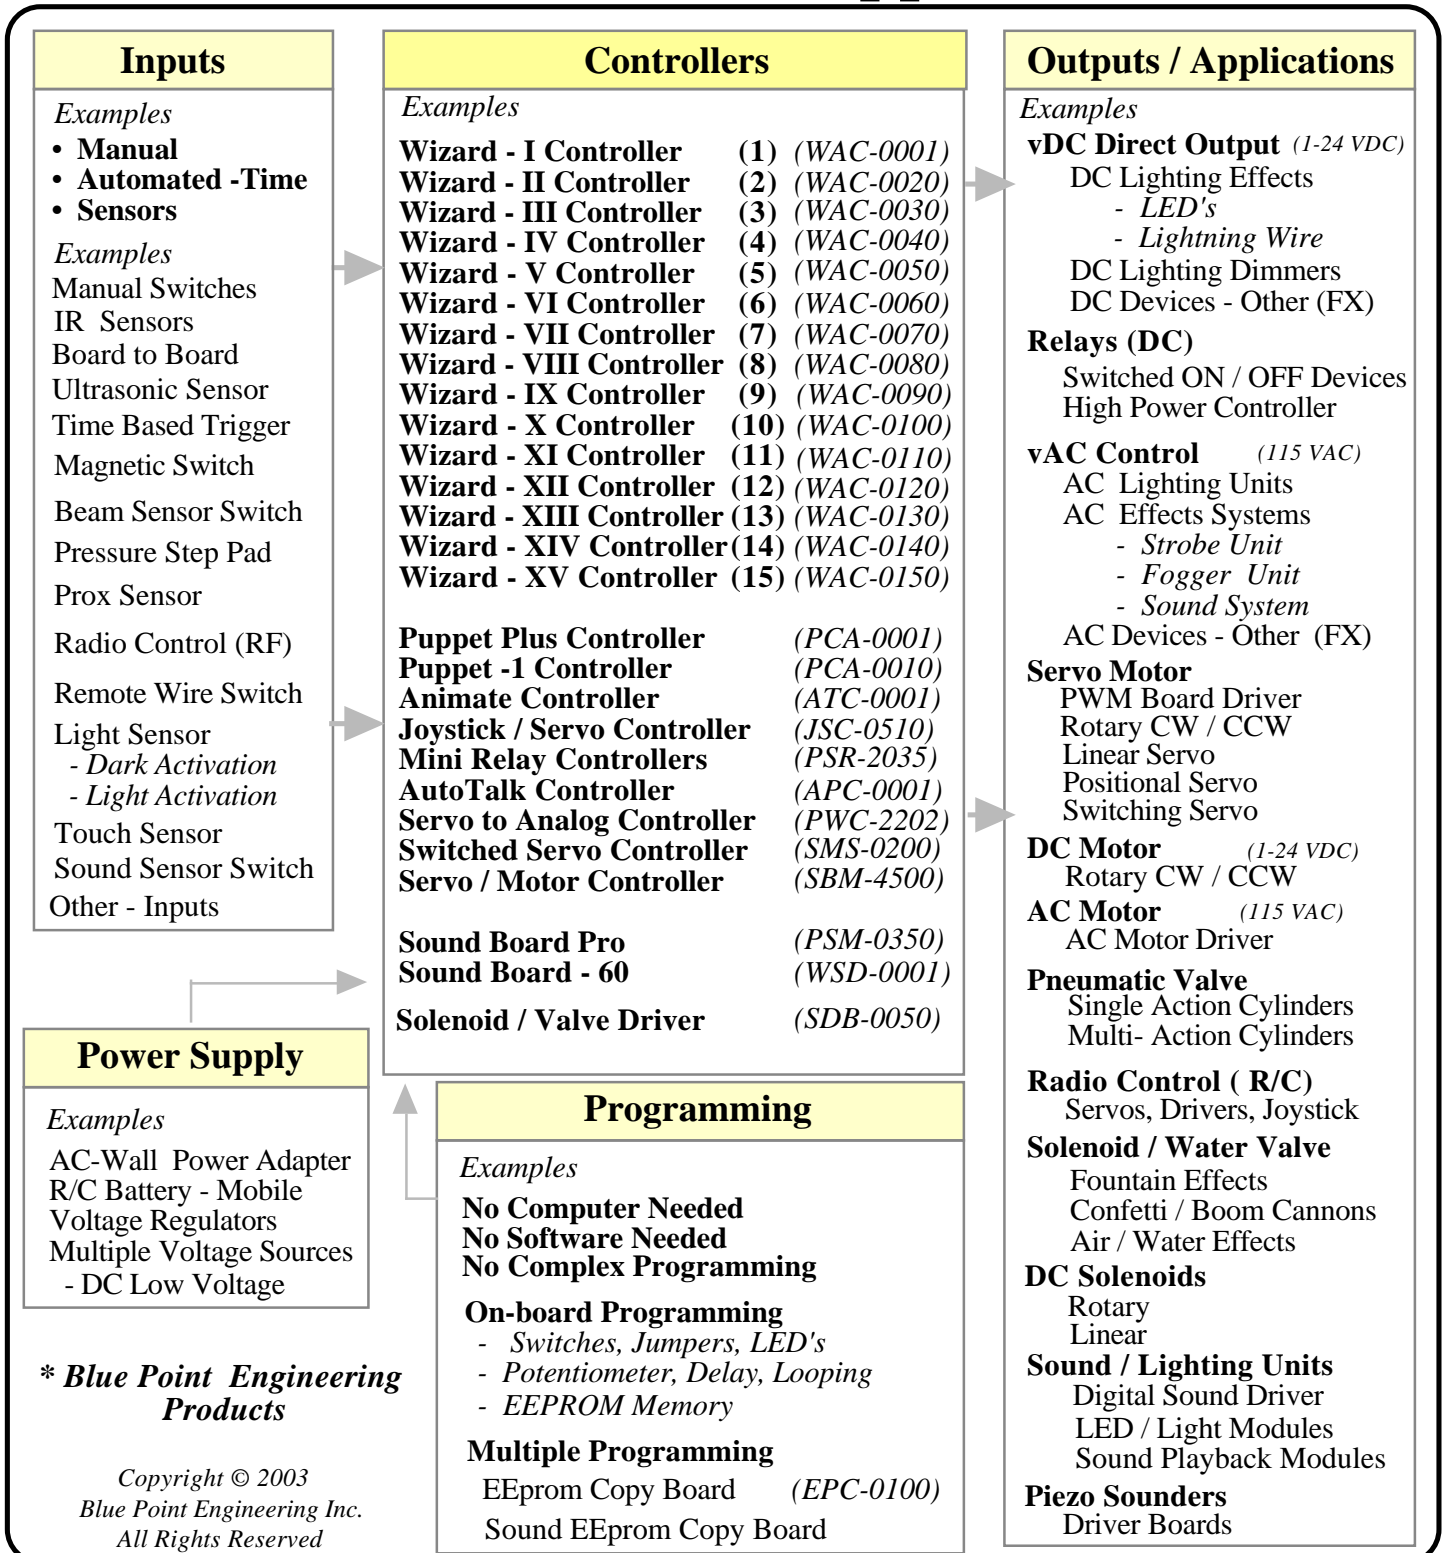 Inputs
Examples
• Manual
• Automated -Time
• Sensors
Examples
Manual Switches
IR Sensors
Board to Board
Ultrasonic Sensor
Time Based Trigger
Magnetic Switch
Beam Sensor Switch
Pressure Step Pad
Prox Sensor
Radio Control (RF)
Remote Wire Switch
Light Sensor
- Dark Activation
- Light Activation
Touch Sensor
Sound Sensor Switch
Other - Inputs
Power Supply
Examples
AC-Wall Power Adapter
R/C Battery - Mobile
Voltage Regulators
Multiple Voltage Sources
- DC Low Voltage
* Blue Point Engineering
Products
Copyright © 2003
Blue Point Engineering Inc.
All Rights Reserved
Controllers
Examples
Wizard - I Controller (1) (WAC-0001)
Wizard - II Controller (2) (WAC-0020)
Wizard - III Controller (3) (WAC-0030)
Wizard - IV Controller (4) (WAC-0040)
Wizard - V Controller (5) (WAC-0050)
Wizard - VI Controller (6) (WAC-0060)
Wizard - VII Controller (7) (WAC-0070)
Wizard - VIII Controller (8) (WAC-0080)
Wizard - IX Controller (9) (WAC-0090)
Wizard - X Controller (10) (WAC-0100)
Wizard - XI Controller (11) (WAC-0110)
Wizard - XII Controller (12) (WAC-0120)
Wizard - XIII Controller (13) (WAC-0130)
Wizard - XIV Controller (14) (WAC-0140)
Wizard - XV Controller (15) (WAC-0150)
Puppet Plus Controller (PCA-0001)
Puppet -1 Controller (PCA-0010)
Animate Controller (ATC-0001)
Joystick / Servo Controller (JSC-0510)
Mini Relay Controllers (PSR-2035)
AutoTalk Controller (APC-0001)
Servo to Analog Controller (PWC-2202)
Switched Servo Controller (SMS-0200)
Servo / Motor Controller (SBM-4500)
Sound Board Pro (PSM-0350)
Sound Board - 60 (WSD-0001)
Solenoid / Valve Driver (SDB-0050)
Programming
Examples
No Computer Needed
No Software Needed
No Complex Programming
On-board Programming
- Switches, Jumpers, LED's
- Potentiometer, Delay, Looping
- EEPROM Memory
Multiple Programming
EEprom Copy Board (EPC-0100)
Sound EEprom Copy Board
Outputs / Applications
Examples
vDC Direct Output (1-24 VDC)
DC Lighting Effects
- LED's
- Lightning Wire
DC Lighting Dimmers
DC Devices - Other (FX)
Relays (DC)
Switched ON / OFF Devices
High Power Controller
vAC Control (115 VAC)
AC Lighting Units
AC Effects Systems
- Strobe Unit
- Fogger Unit
- Sound System
AC Devices - Other (FX)
Servo Motor
PWM Board Driver
Rotary CW / CCW
Linear Servo
Positional Servo
Switching Servo
DC Motor (1-24 VDC)
Rotary CW / CCW
AC Motor (115 VAC)
AC Motor Driver
Pneumatic Valve
Single Action Cylinders
Multi- Action Cylinders
Radio Control ( R/C)
Servos, Drivers, Joystick
Solenoid / Water Valve
Fountain Effects
Confetti / Boom Cannons
Air / Water Effects
DC Solenoids
Rotary
Linear
Sound / Lighting Units
Digital Sound Driver
LED / Light Modules
Sound Playback Modules
Piezo Sounders
Driver Boards